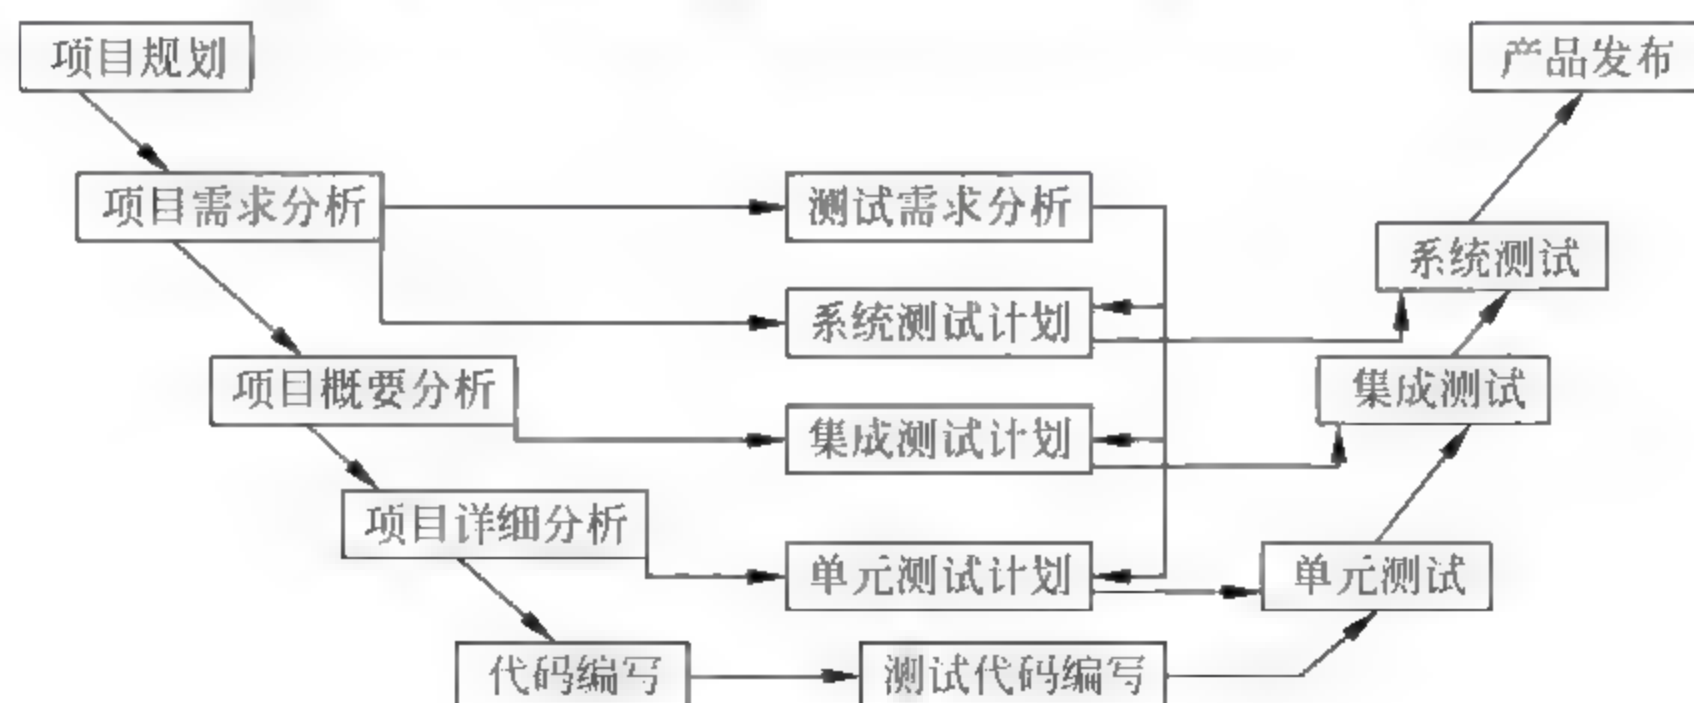 项目规划
产品发布
项目需求分析
测试需求分析
系统测试
系统测试计划
项目概要分析
集成测试
集成测试计划
项目详细分析
单元测试计划
单元测试
代码编写
测试代码编写